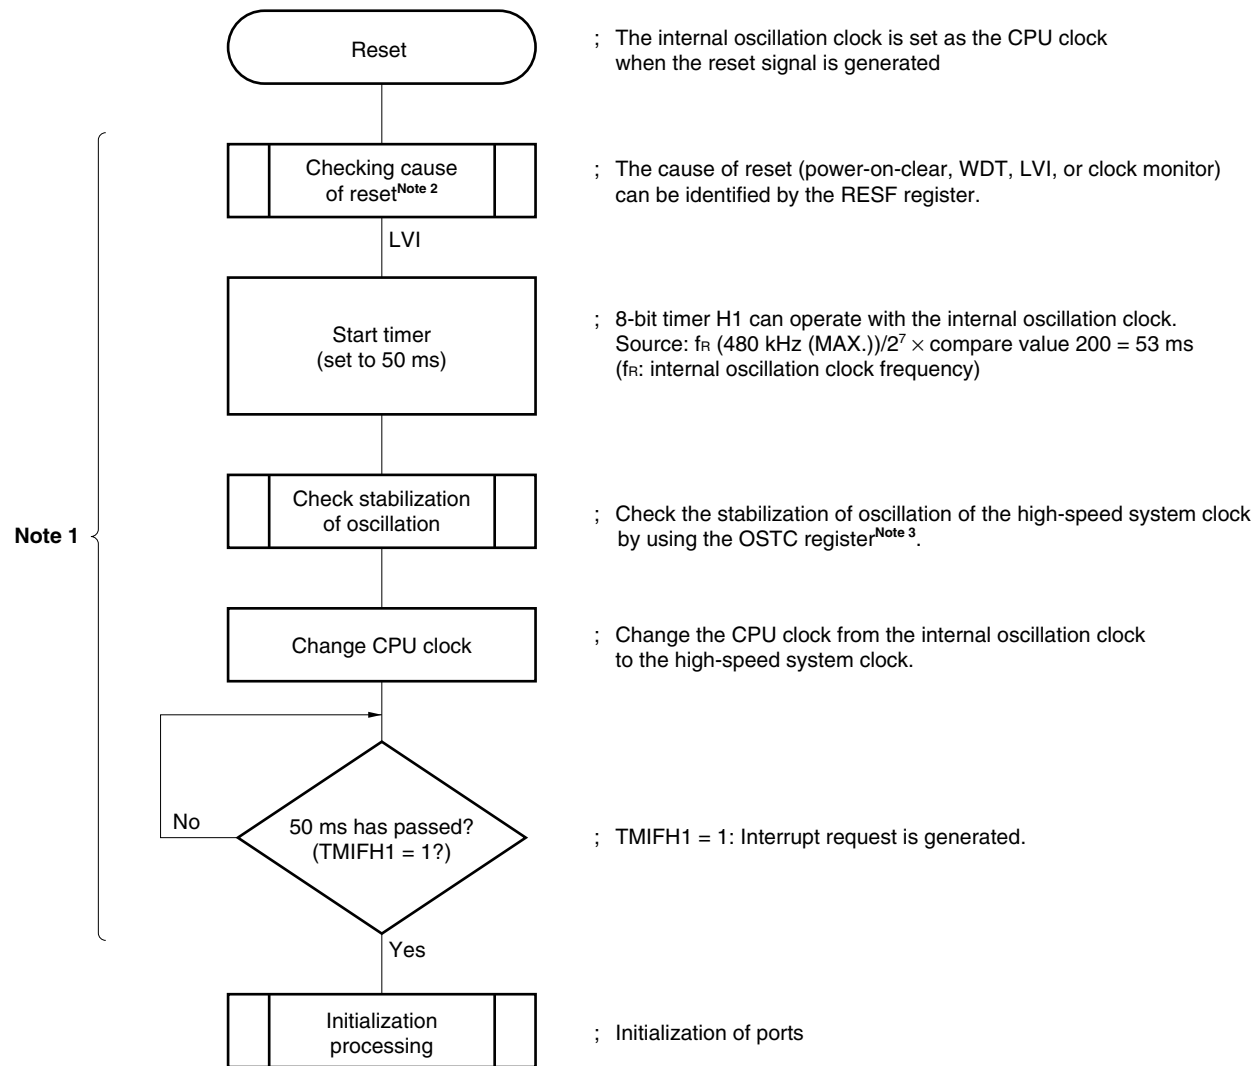 Reset
; The internal oscillation clock is set as the CPU clock
when the reset signal is generated
Checking cause
of reset^Note 2
; The cause of reset (power-on-clear, WDT, LVI, or clock monitor)
can be identified by the RESF register.
LVI
Start timer
(set to 50 ms)
; 8-bit timer H1 can operate with the internal oscillation clock.
Source: fR (480 kHz (MAX.))/2^7 × compare value 200 = 53 ms
(fR: internal oscillation clock frequency)
Note 1
Check stabilization
of oscillation
; Check the stabilization of oscillation of the high-speed system clock
by using the OSTC register^Note 3.
Change CPU clock
; Change the CPU clock from the internal oscillation clock
to the high-speed system clock.
No
50 ms has passed?
(TMIFH1 = 1?)
; TMIFH1 = 1: Interrupt request is generated.
Yes
Initialization
processing
; Initialization of ports